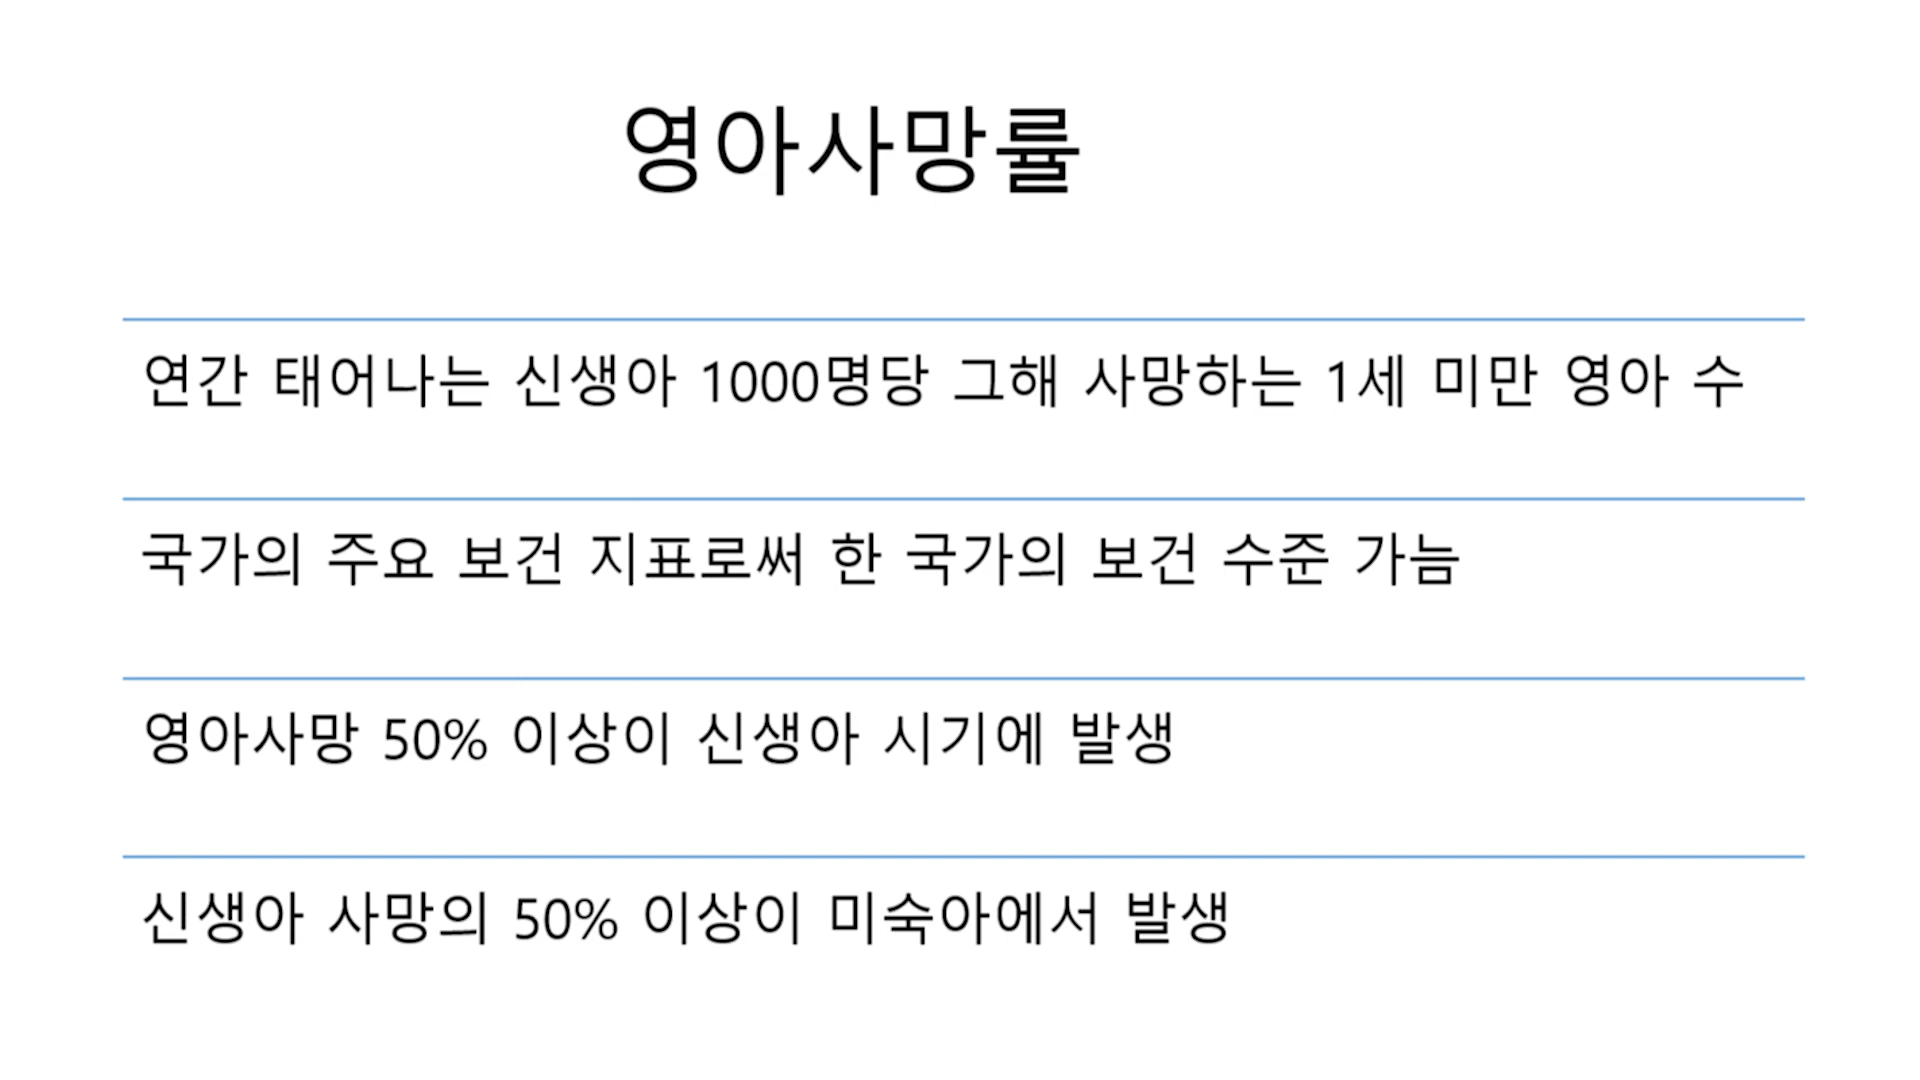 영아사망률
연간 태어나는 신생아 1000명당 그해 사망하는 1세 미만 영아 수
국가의 주요 보건 지표로써 한 국가의 보건 수준 가늠
영아사망 50% 이상이 신생아 시기에 발생
신생아 사망의 50% 이상이 미숙아에서 발생